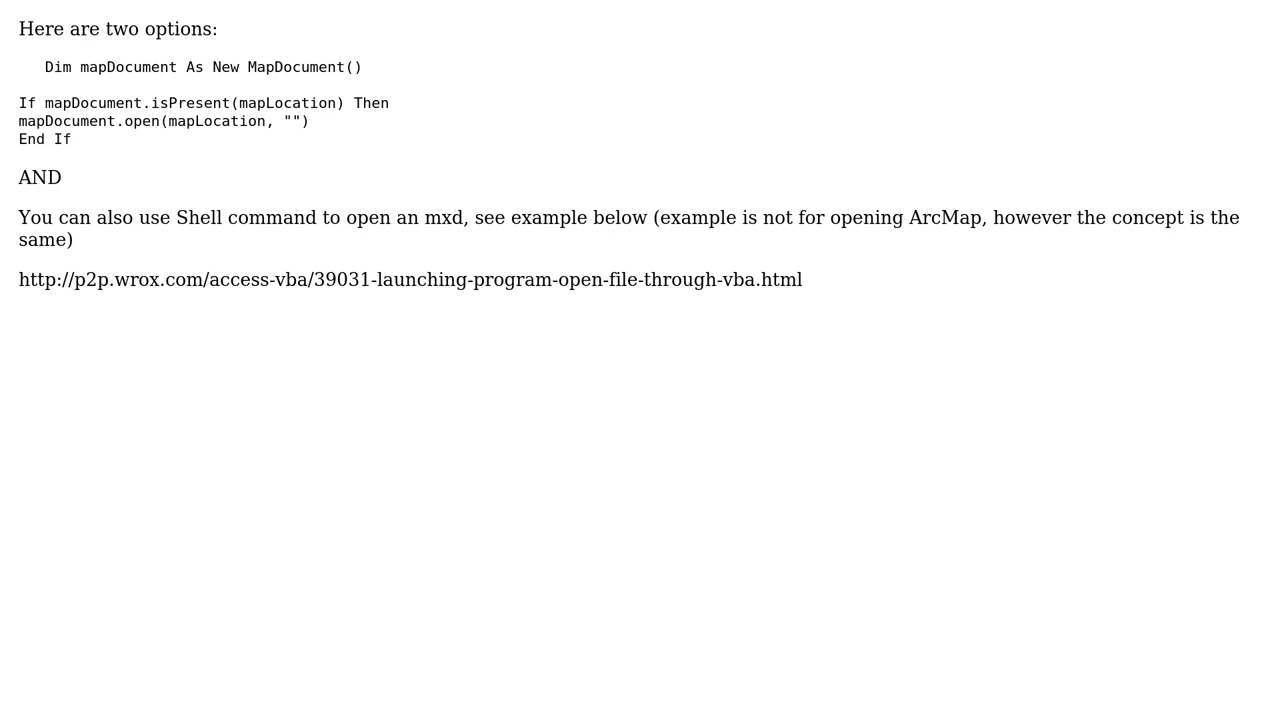 Here are two options:
Dim mapDocument As New MapDocument()
If mapDocument.isPresent(mapLocation) Then
mapDocument.open(mapLocation, "")
End If
AND
You can also use Shell command to open an mxd, see example below (example is not for opening ArcMap, however the concept is the
same)
http://p2p.wrox.com/access-vba/39031-launching-program-open-file-through-vba.html